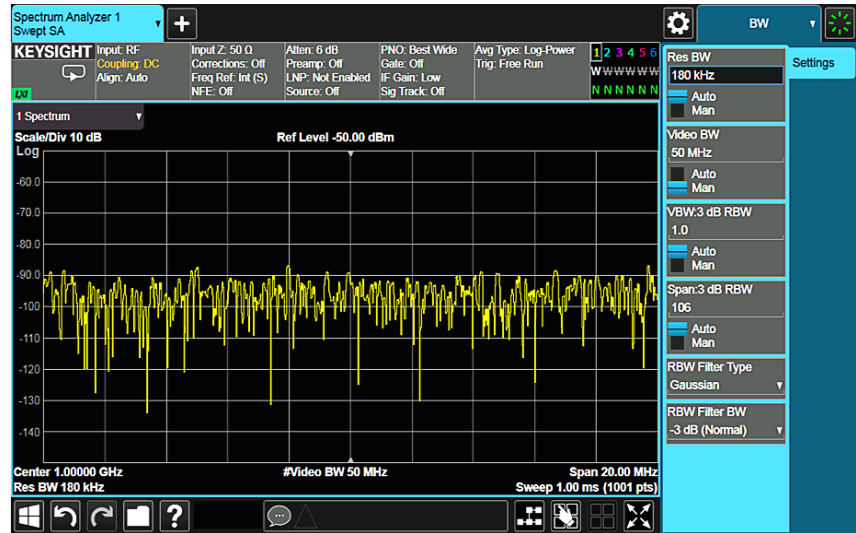 Spectrum Analyzer 1
Swept SA
BW
KEYSIGHT
LXI
Input: RF
Coupling: DC
Align: Auto
Input Z: 50 Ω
Corrections: Off
Freq Ref: Int (S)
NFE: Off
Atten: 6 dB
Preamp: Off
LNP: Not Enabled
Source: Off
PNO: Best Wide
Gate: Off
IF Gain: Low
Sig Track: Off
Avg Type: Log-Power
Trig: Free Run
1 2 3 4 5 6
W W W W W W
N N N N N N
1 Spectrum
Scale/Div 10 dB
Ref Level -50.00 dBm
Log
-60.0
-70.0
-80.0
-90.0
-100
-110
-120
-130
-140
Center 1.00000 GHz
#Video BW 50 MHz
Span 20.00 MHz
Res BW 180 kHz
Sweep 1.00 ms (1001 pts)
Res BW
180 kHz
Auto
Man
Video BW
50 MHz
Auto
Man
VBW:3 dB RBW
1.0
Auto
Man
Span:3 dB RBW
106
Auto
Man
RBW Filter Type
Gaussian
RBW Filter BW
-3 dB (Normal)
Settings
?